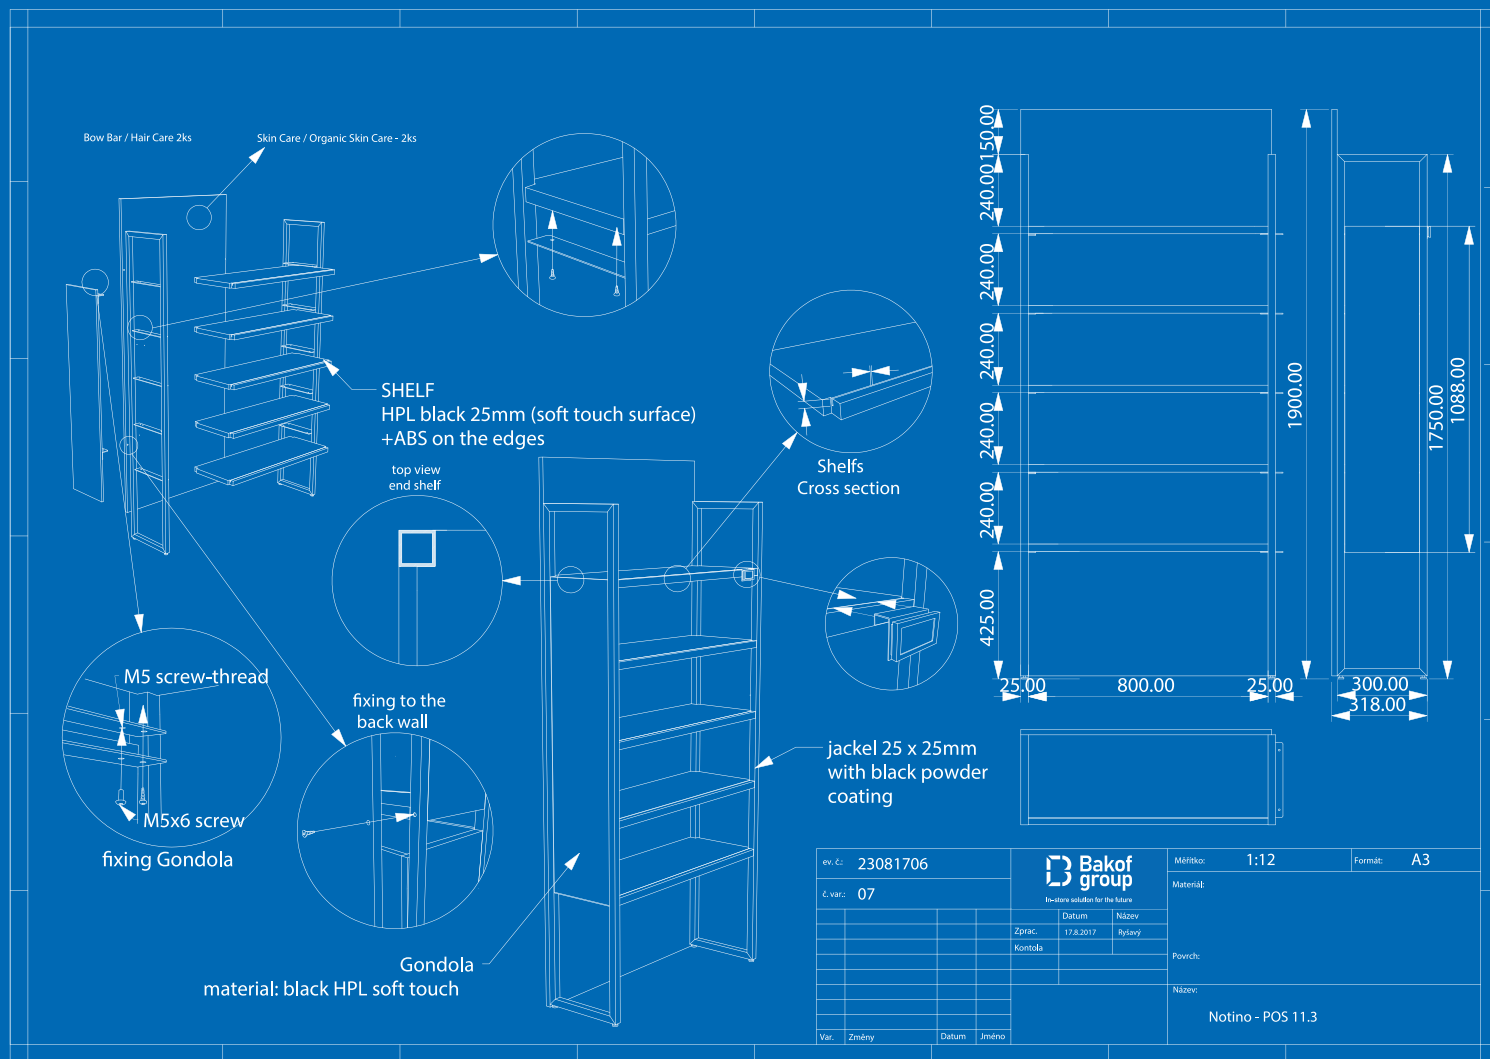 Bow Bar / Hair Care 2ks
Skin Care / Organic Skin Care - 2ks
SHELF
HPL black 25mm (soft touch surface)
+ABS on the edges
top view
end shelf
Shelfs
Cross section
M5 screw-thread
M5x6 screw
fixing Gondola
fixing to the
back wall
jackel 25 x 25mm
with black powder
coating
Gondola
material: black HPL soft touch
150.00
240.00
240.00
240.00
240.00
240.00
425.00
1900.00
1750.00
1088.00
25.00
800.00
25.00
300.00
318.00
ev. č.: 23081706
č. var.: 07
Bakof
group
In-store solution for the future
Datum Název
Zprac. 17.8.2017 Ryšavý
Kontola
Var. Změny Datum Jméno
Měřítko: 1:12
Formát: A3
Materiál:
Povrch:
Název:
Notino - POS 11.3